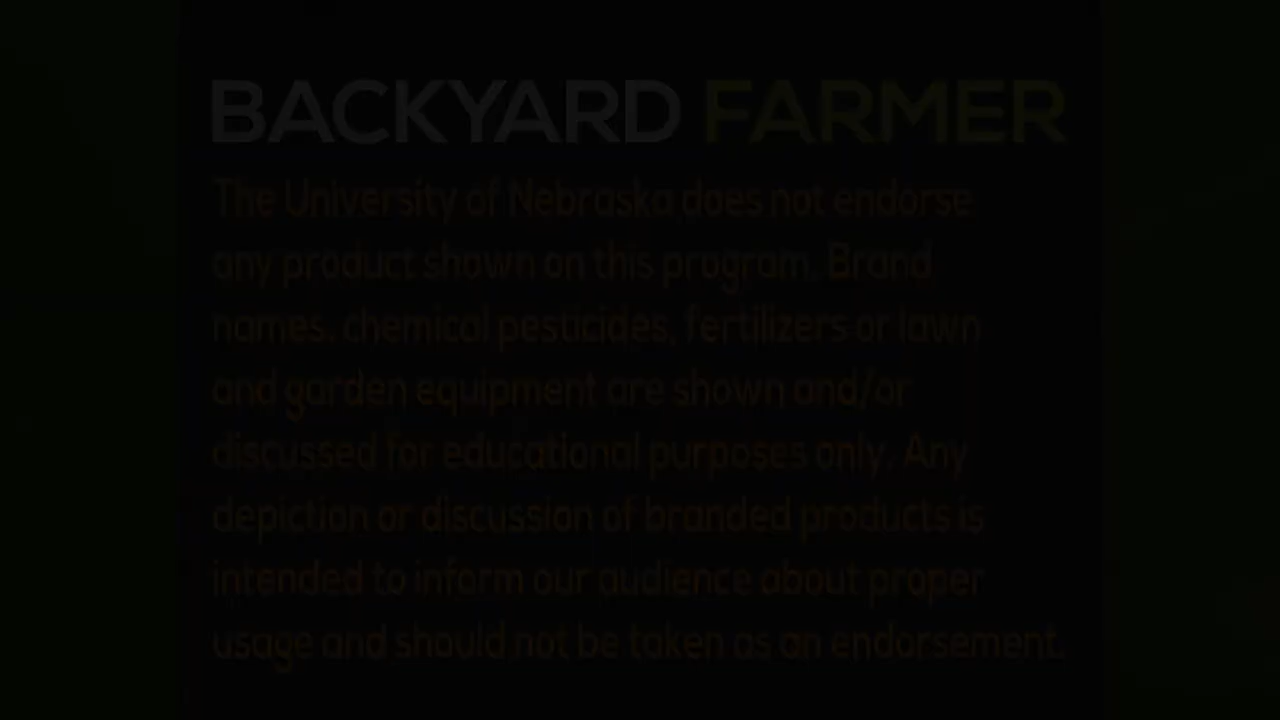 BACKYARD FARMER
The University of Nebraska does not endorse
any product shown on this program. Brand
names, chemical pesticides, fertilizers or lawn
and garden equipment are shown and/or
discussed for educational purposes only. Any
depiction or discussion of branded products is
intended to inform our audience about proper
usage and should not be taken as an endorsement.